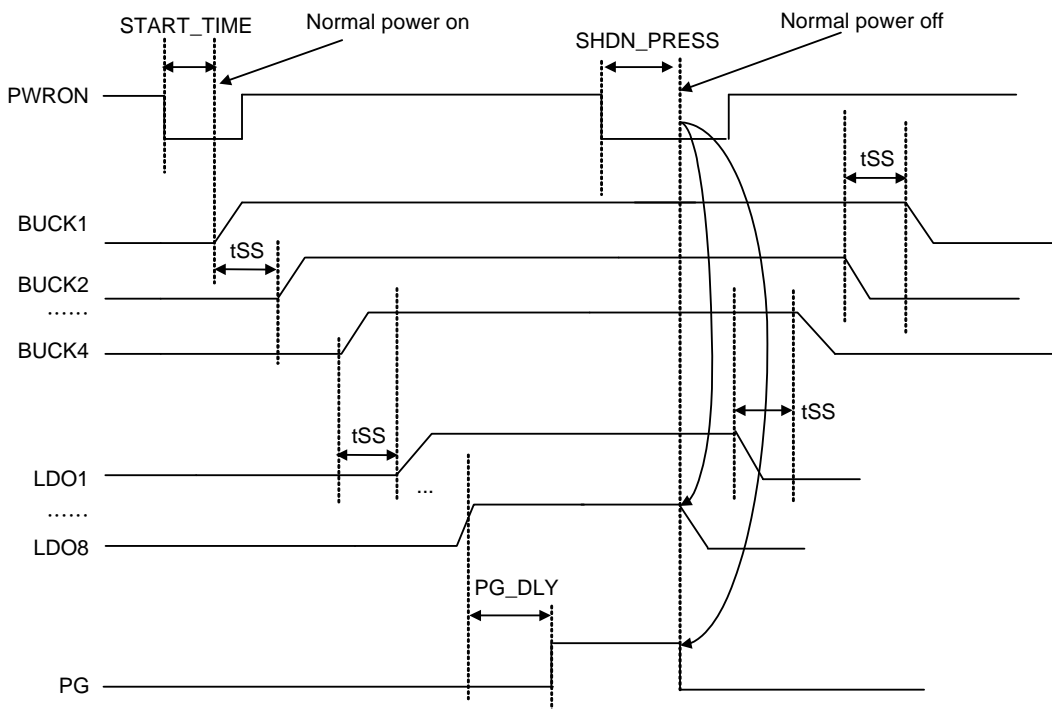 START_TIME
Normal power on
SHDN_PRESS
Normal power off
PWRON
tSS
BUCK1
tSS
BUCK2
......
BUCK4
tSS
tSS
LDO1
...
......
LDO8
PG_DLY
PG